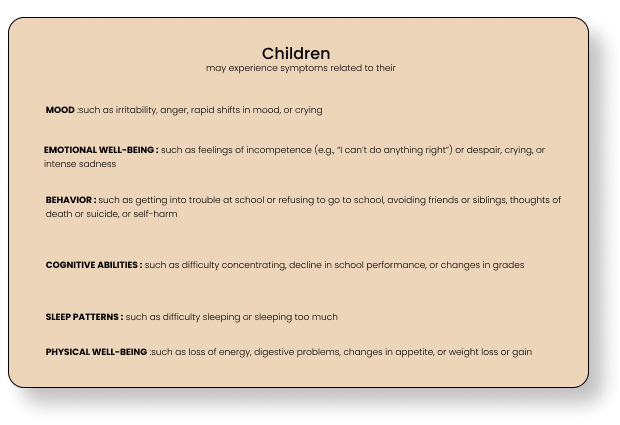 Children
may experience symptoms related to their
MOOD :such as irritability, anger, rapid shifts in mood, or crying
EMOTIONAL WELL-BEING : such as feelings of incompetence (e.g., “I can’t do anything right”) or despair, crying, or
intense sadness
BEHAVIOR : such as getting into trouble at school or refusing to go to school, avoiding friends or siblings, thoughts of
death or suicide, or self-harm
COGNITIVE ABILITIES : such as difficulty concentrating, decline in school performance, or changes in grades
SLEEP PATTERNS : such as difficulty sleeping or sleeping too much
PHYSICAL WELL-BEING :such as loss of energy, digestive problems, changes in appetite, or weight loss or gain